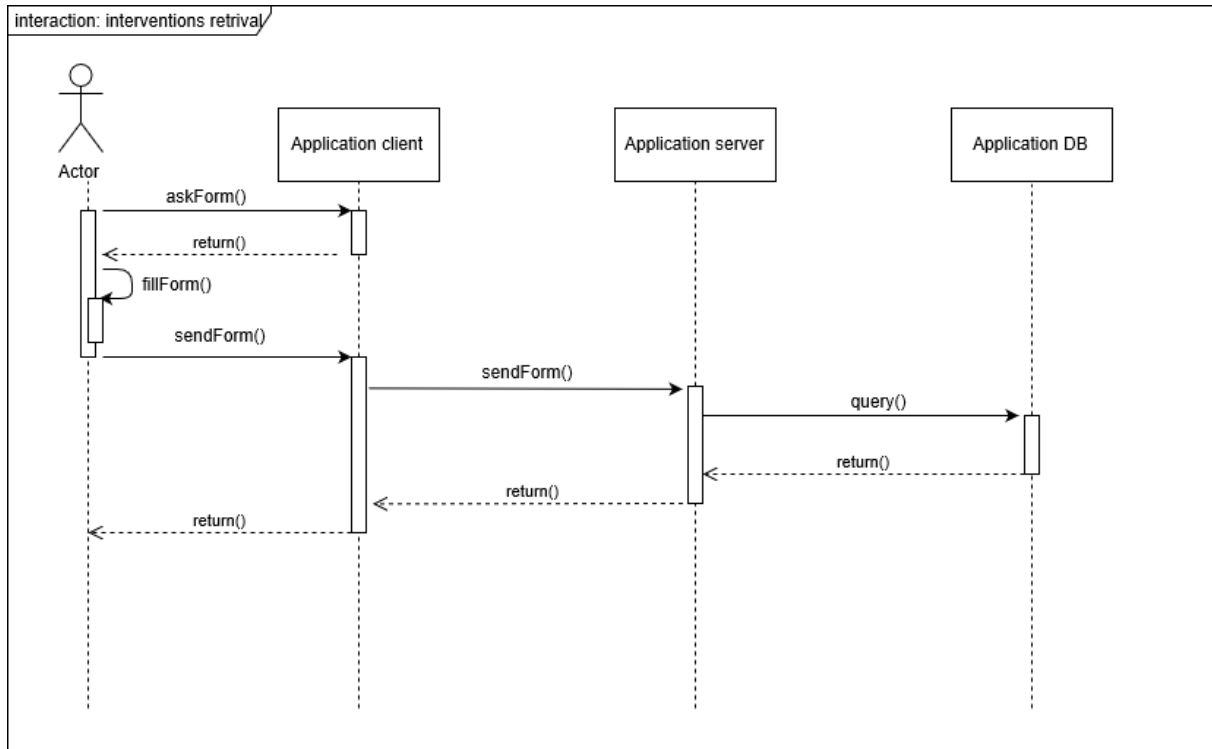 interaction: interventions retrival
Application client
Application server
Application DB
Actor
askForm()
return()
fillForm()
sendForm()
sendForm()
query()
return()
return()
return()